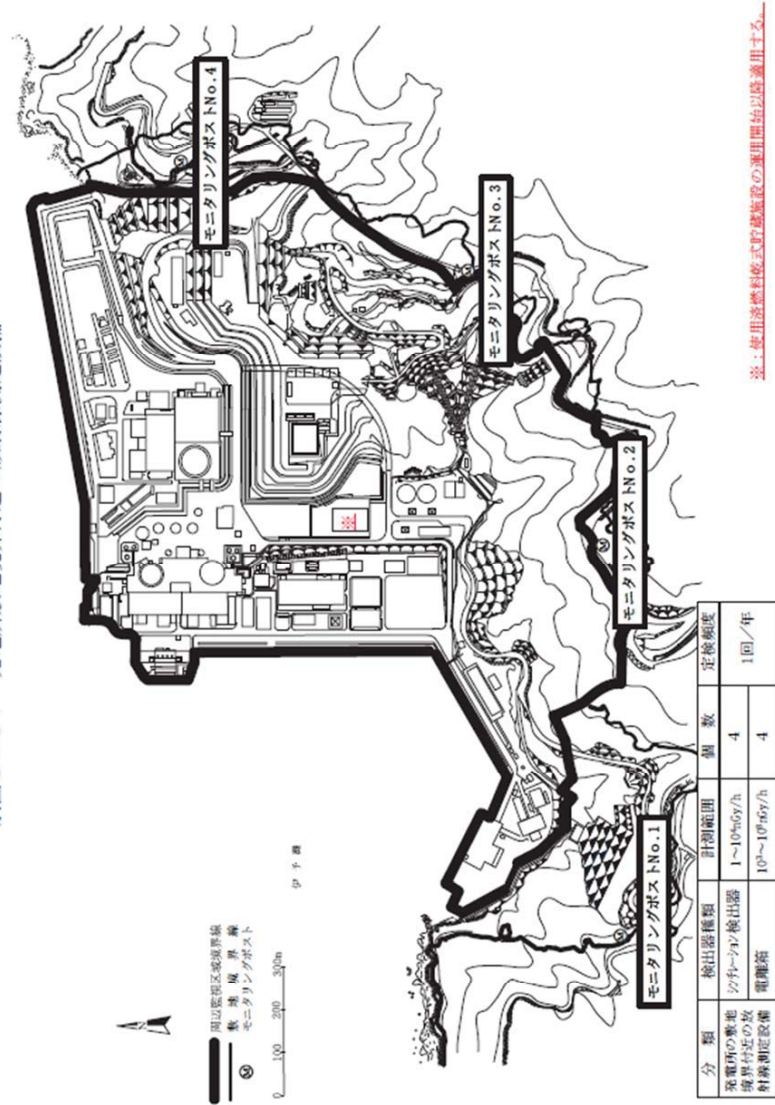 モニタリングポストNo.4
モニタリングポストNo.3
モニタリングポストNo.2
モニタリングポストNo.1
※
伊予灘
周辺監視区域境界線
敷地境界線
モニタリングポスト
M
0 100 200 300m
分類 検出器種類 計測範囲 個数 定検頻度
発電所の敷地境界付近の放射線測定設備
シンチレーション検出器 1~10⁴nGy/h 4 1回/年
電離箱 10³~10⁸nGy/h 4
※:使用済燃料乾式貯蔵施設の運用開始以降適用する。